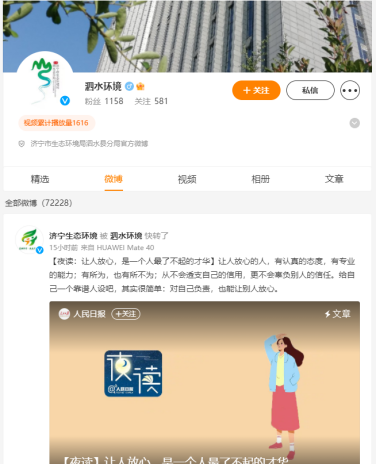 泗水环境
粉丝 1158 关注 581
+ 关注
私信
视频累计播放量1616
济宁市生态环境局泗水县分局官方微博
精选
微博
视频
相册
文章
全部微博（72228）
济宁生态环境 被 泗水环境 快转了
15小时前 来自 HUAWEI Mate 40
【夜读：让人放心，是一个人最了不起的才华】让人放心的人，有认真的态度，有专业
的能力；有所为，也有所不为；从不会透支自己的信用，更不会辜负别人的信任。给自
己一个靠谱人设吧，其实很简单：对自己负责，也能让别人放心。
人民日报
+关注
文章
夜读
@人民日报
【夜读】让人放心，是一个人最了不起的才华